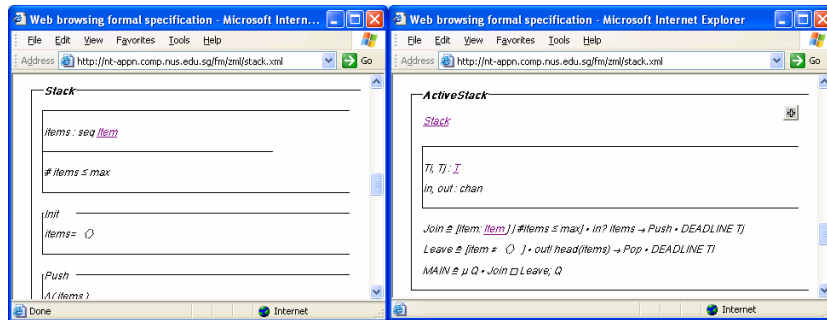 Web browsing formal specification - Microsoft Intern...
File Edit View Favorites Tools Help
Address http://nt-appn.comp.nus.edu.sg/fm/zml/stack.xml Go
Stack
items : seq Item
# items ≤ max
Init
items= ⟨⟩
Push
Δ( items )
Done Internet
Web browsing formal specification - Microsoft Internet Explorer
File Edit View Favorites Tools Help
Address http://nt-appn.comp.nus.edu.sg/fm/zml/stack.xml Go
ActiveStack
Stack
Ti, Tj : T
in, out : chan
Join ≙ [item: Item ] | #items ≤ max] • in? items → Push • DEADLINE Tj
Leave ≙ [item ≠ ⟨⟩ ] • out! head(items) → Pop • DEADLINE Ti
MAIN ≙ μ Q • Join □ Leave; Q
Internet